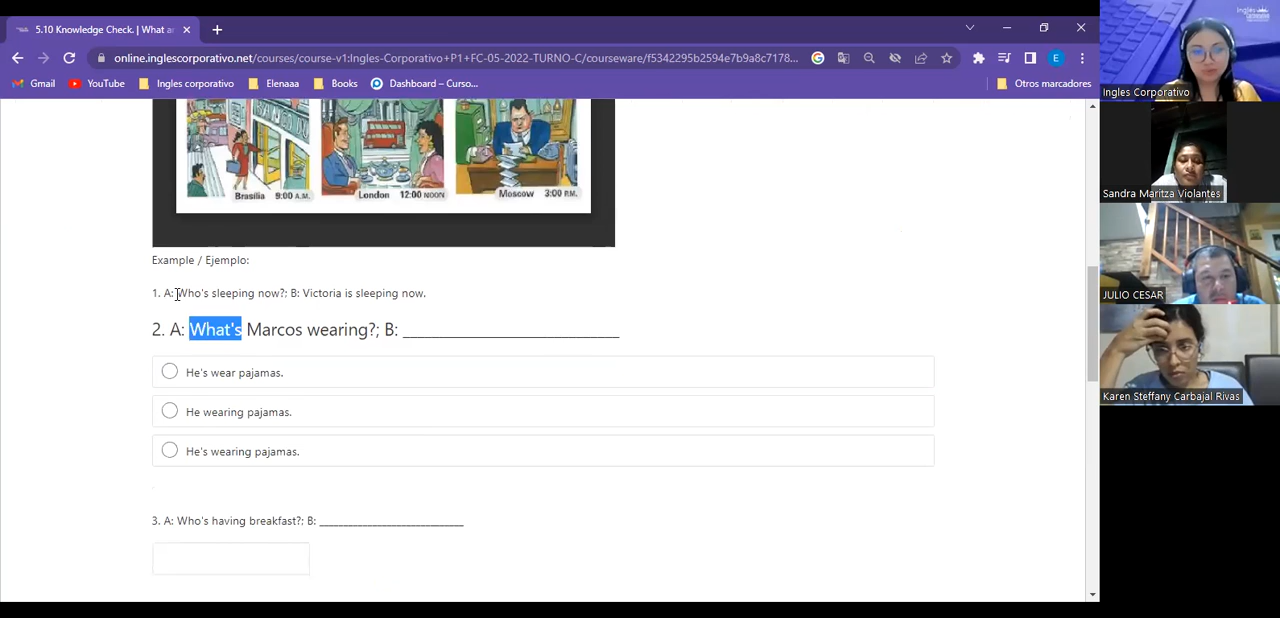 5.10 Knowledge Check. | What a
online.inglescorporativo.net/courses/course-v1:Ingles-Corporativo+P1+FC-05-2022-TURNO-C/courseware/f5342295b2594e7b9a8c7178...
E
Gmail
YouTube
Ingles corporativo
Elenaaa
Books
Dashboard – Curso...
Otros marcadores
Brasília 9:00 A.M.
London 12:00 NOON
Moscow 3:00 P.M.
Example / Ejemplo:
1. A: Who's sleeping now?; B: Victoria is sleeping now.
2. A: What's Marcos wearing?; B: ____________________________
He's wear pajamas.
He wearing pajamas.
He's wearing pajamas.
3. A: Who's having breakfast?; B: ____________________________
Ingles Corporativo
Sandra Maritza Violantes
JULIO CESAR
Karen Steffany Carbajal Rivas